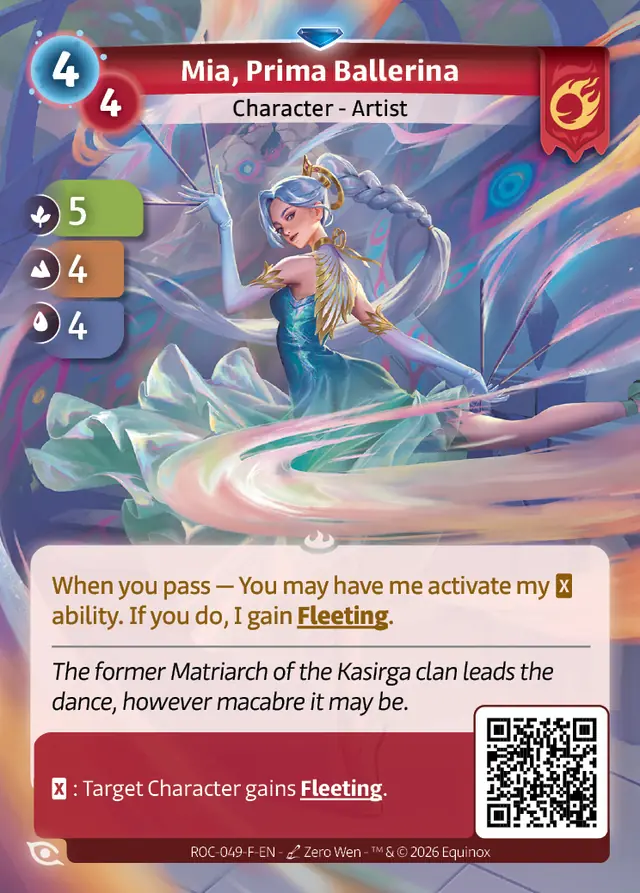 4
Mia, Prima Ballerina
4
Character - Artist
5
4
4
When you pass — You may have me activate my X
ability. If you do, I gain Fleeting.
The former Matriarch of the Kasirga clan leads the
dance, however macabre it may be.
X : Target Character gains Fleeting.
ROC-049-F-EN - Zero Wen - ™ & © 2026 Equinox